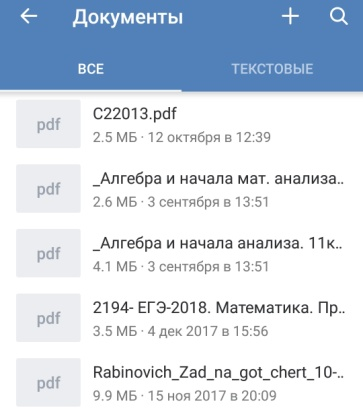 Документы
ВСЕ
ТЕКСТОВЫЕ
pdf
C22013.pdf
2.5 МБ · 12 октября в 12:39
pdf
_Алгебра и начала мат. анализа..
2.6 МБ · 3 сентября в 13:51
pdf
_Алгебра и начала анализа. 11к..
4.1 МБ · 3 сентября в 13:51
pdf
2194- ЕГЭ-2018. Математика. Пр..
3.5 МБ · 4 дек 2017 в 15:56
pdf
Rabinovich_Zad_na_got_chert_10-..
9.9 МБ · 15 ноя 2017 в 20:09